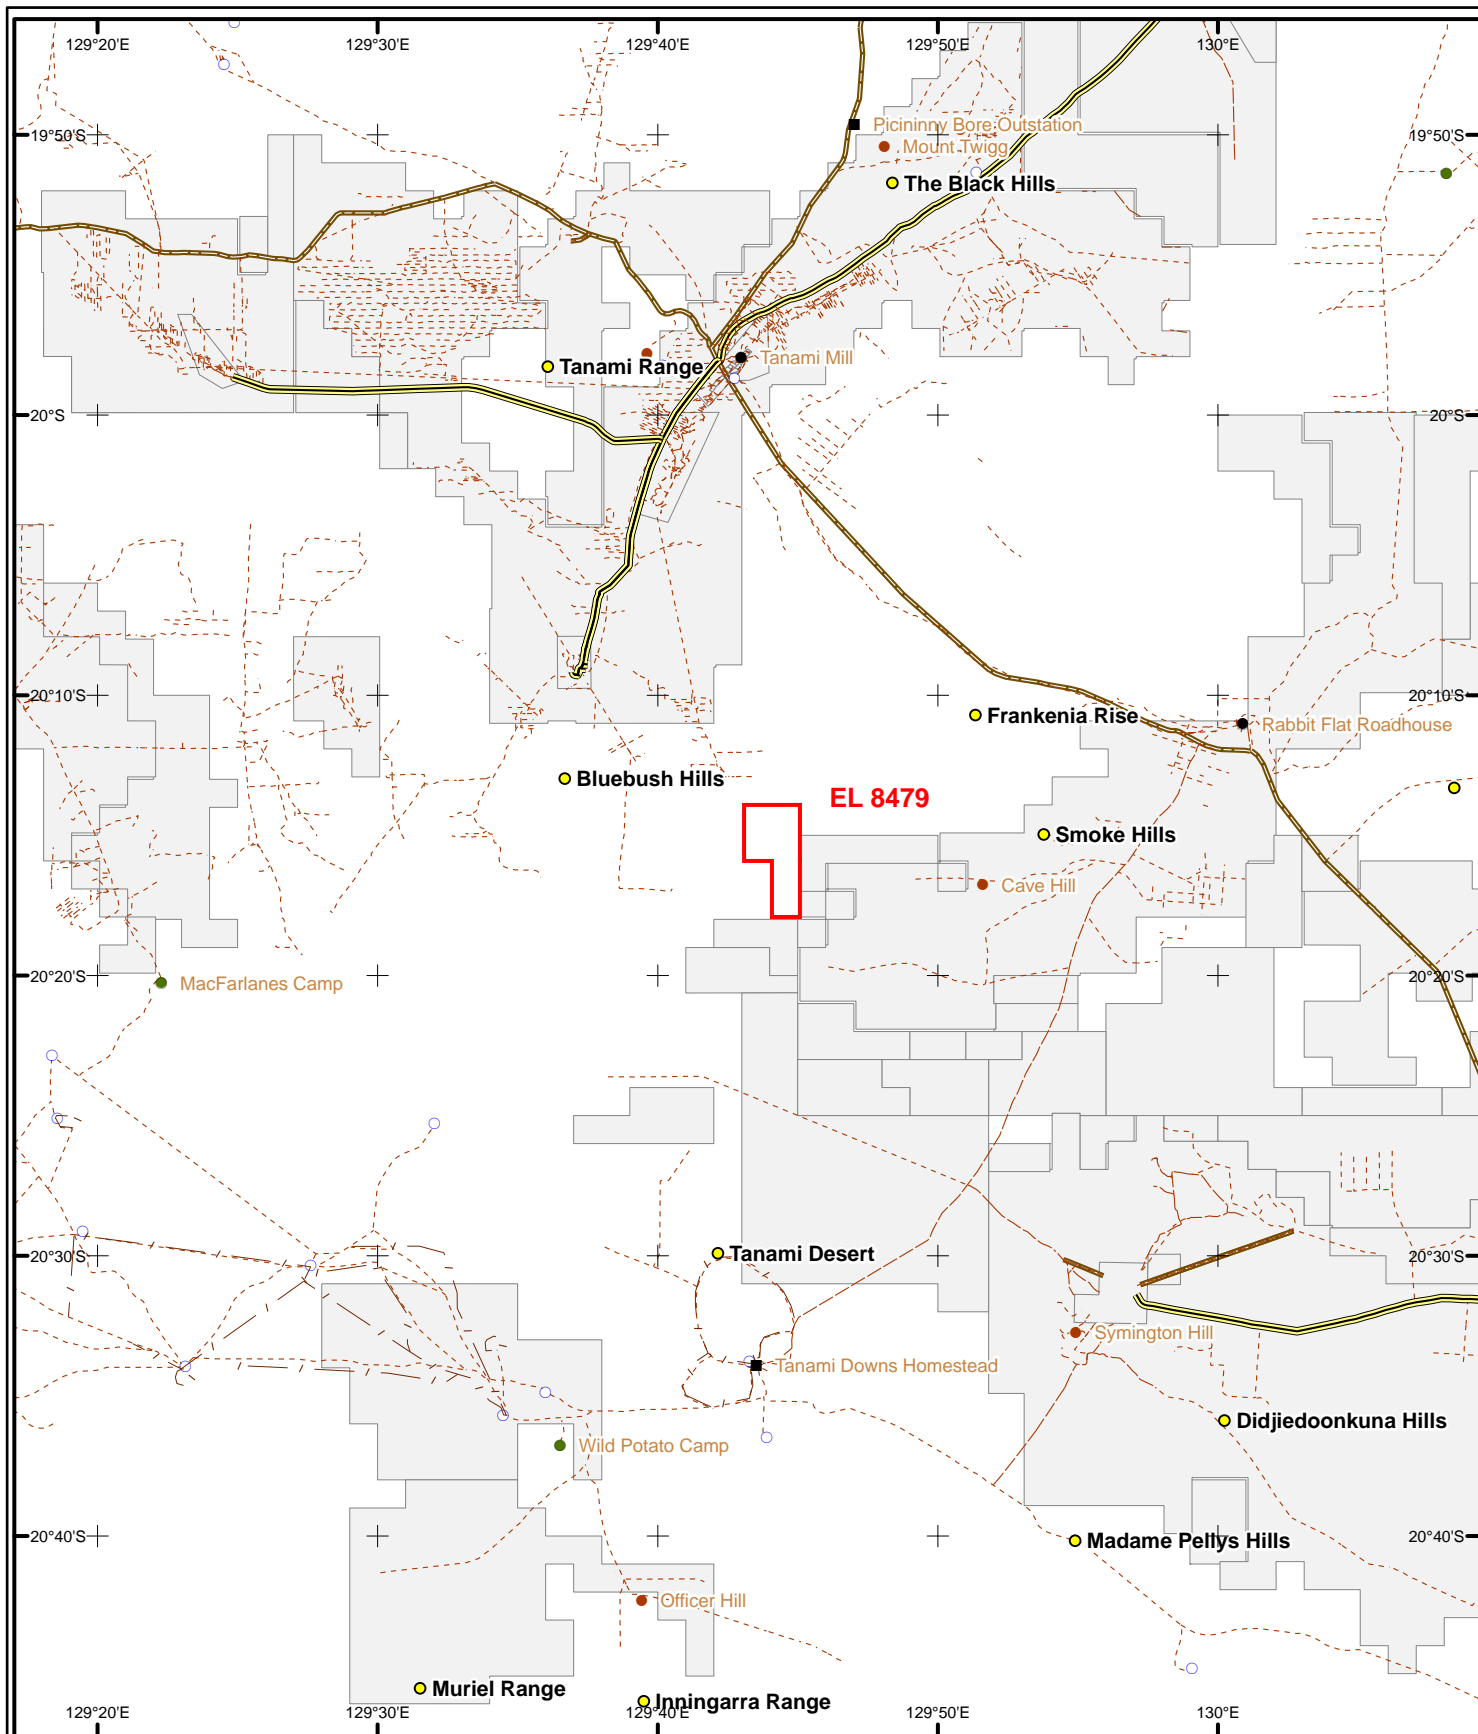 129°20'E
129°30'E
129°40'E
129°50'E
130°E
19°50'S
Picininny Bore Outstation
19°50'S
Mount Twigg
The Black Hills
Tanami Mill
Tanami Range
20°S
20°S
20°10'S
20°10'S
Frankenia Rise
Rabbit Flat Roadhouse
Bluebush Hills
EL 8479
Smoke Hills
Cave Hill
20°20'S
20°20'S
MacFarlanes Camp
20°30'S
Tanami Desert
20°30'S
Symington Hill
Tanami Downs Homestead
Didjiedoonkuna Hills
Wild Potato Camp
20°40'S
Madame Pellys Hills
20°40'S
Officer Hill
Muriel Range
Inningarra Range
129°20'E
129°30'E
129°40'E
129°50'E
130°E